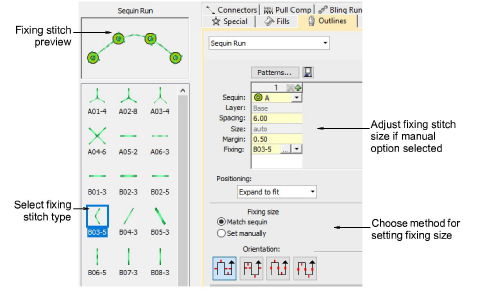 Fixing stitch
preview
Sequin Run
A01-4 A02-8 A03-4
A04-6 A05-2 A06-3
B01-3 B02-3 B02-5
Select fixing
stitch type
B03-5 B04-3 B05-3
B06-5 B07-3 B08-3
Connectors Pull Comp Bling Run
Special Fills Outlines
Sequin Run
Patterns...
1
Sequin: A
Layer: Base
Spacing: 6.00
Size: auto
Margin: 0.50
Fixing: B03-5 ...
Adjust fixing stitch
size if manual
option selected
Positioning:
Expand to fit
Fixing size
Match sequin
Set manually
Choose method for
setting fixing size
Orientation: